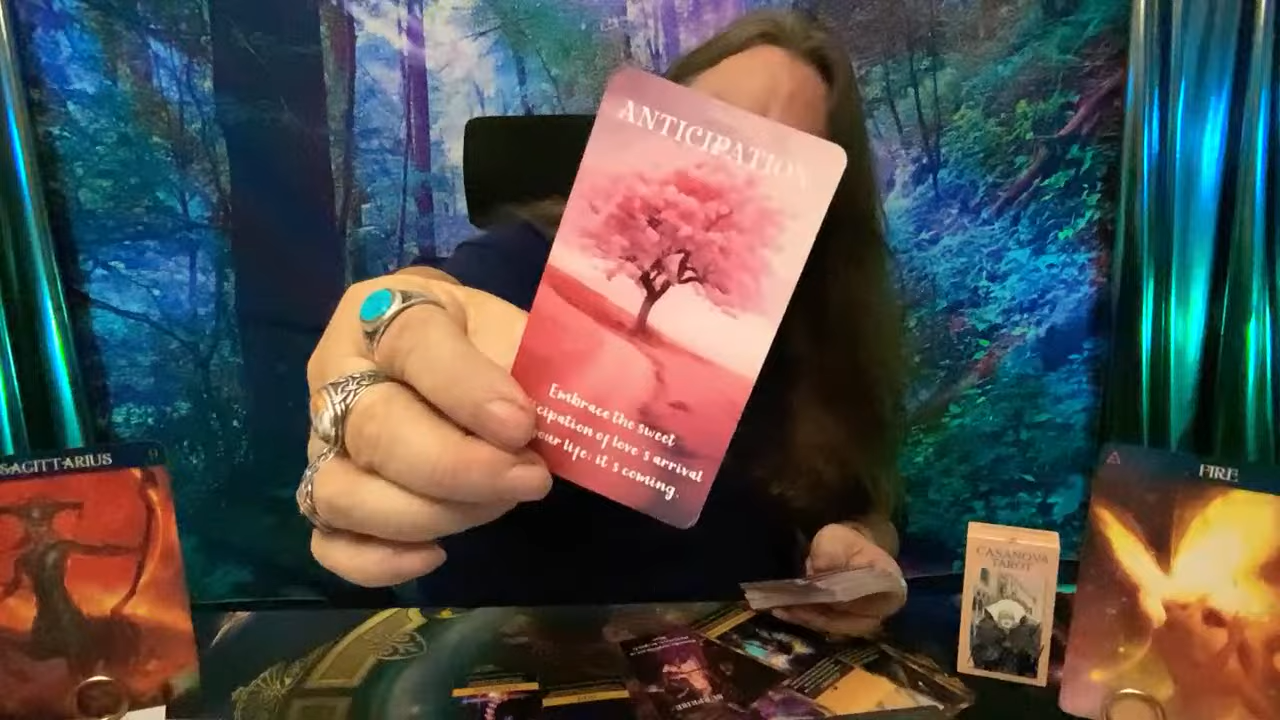 ANTICIPATION
Embrace the sweet
cipation of love's arrival
our life; it's coming.
SAGITTARIUS
FIRE
CASANOVA
TAROT